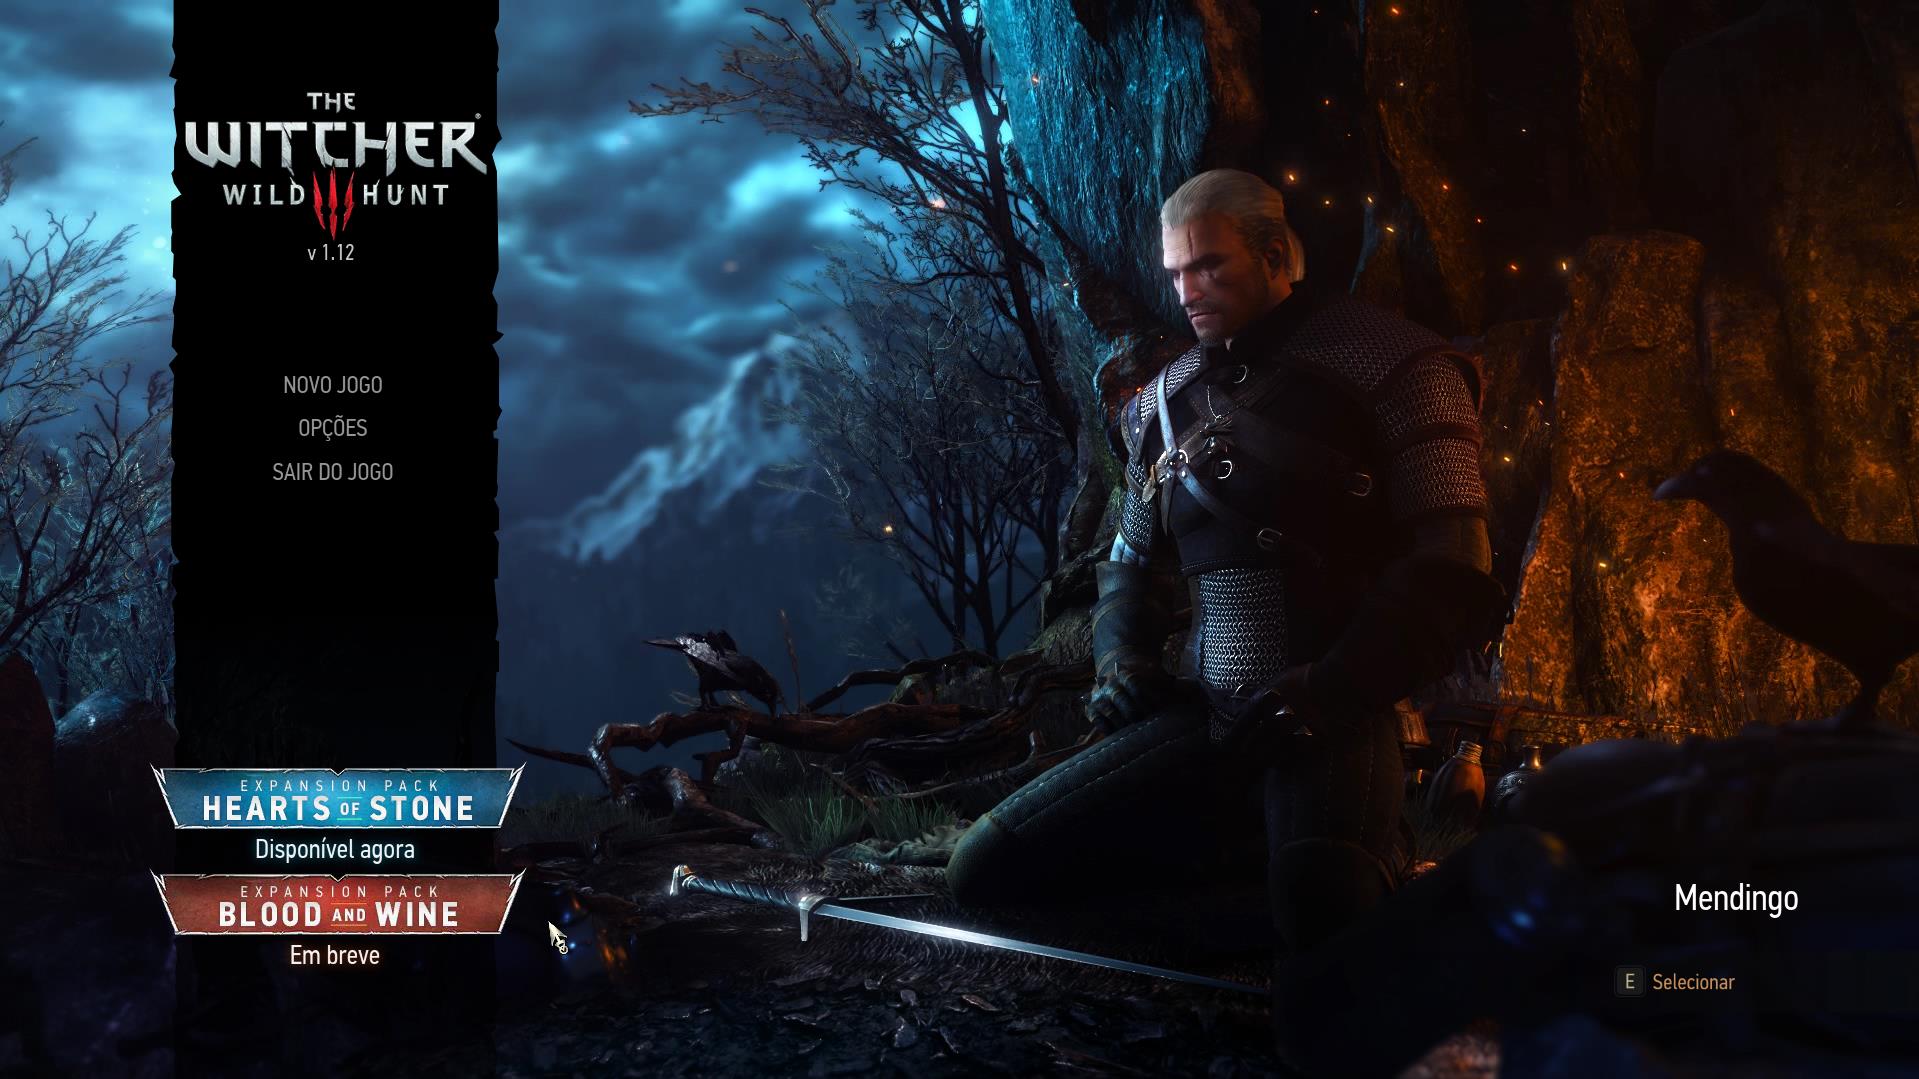 THE
WITCHER®
WILD HUNT
v 1.12
NOVO JOGO
OPÇÕES
SAIR DO JOGO
EXPANSION PACK
HEARTS OF STONE
Disponível agora
EXPANSION PACK
BLOOD AND WINE
Em breve
Mendingo
E Selecionar